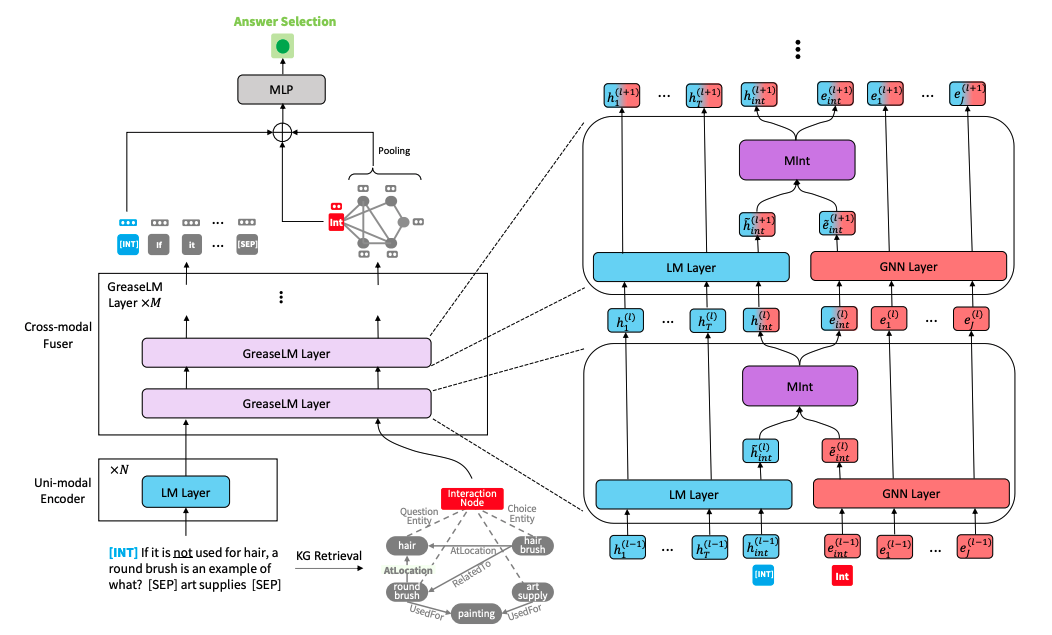 Answer Selection
MLP
Pooling
Int
[INT]
If
it
...
[SEP]
GreaseLM
Layer ×M
Cross-modal
Fuser
GreaseLM Layer
GreaseLM Layer
×N
Uni-modal
Encoder
LM Layer
[INT] If it is not used for hair, a
round brush is an example of
what? [SEP] art supplies [SEP]
KG Retrieval
Interaction
Node
Question
Entity
Choice
Entity
hair
hair
brush
AtLocation
AtLocation
RelatedTo
round
brush
art
supply
UsedFor
painting
UsedFor
h_1^{(l+1)} ... h_T^{(l+1)} h_{int}^{(l+1)} e_{int}^{(l+1)} e_1^{(l+1)} ... e_J^{(l+1)}
MInt
h̃_{int}^{(l+1)} ẽ_{int}^{(l+1)}
LM Layer
GNN Layer
h_1^{(l)} ... h_T^{(l)} h_{int}^{(l)} e_{int}^{(l)} e_1^{(l)} ... e_J^{(l)}
MInt
h̃_{int}^{(l)} ẽ_{int}^{(l)}
LM Layer
GNN Layer
h_1^{(l-1)} ... h_T^{(l-1)} h_{int}^{(l-1)} e_{int}^{(l-1)} e_1^{(l-1)} ... e_J^{(l-1)}
[INT]
Int